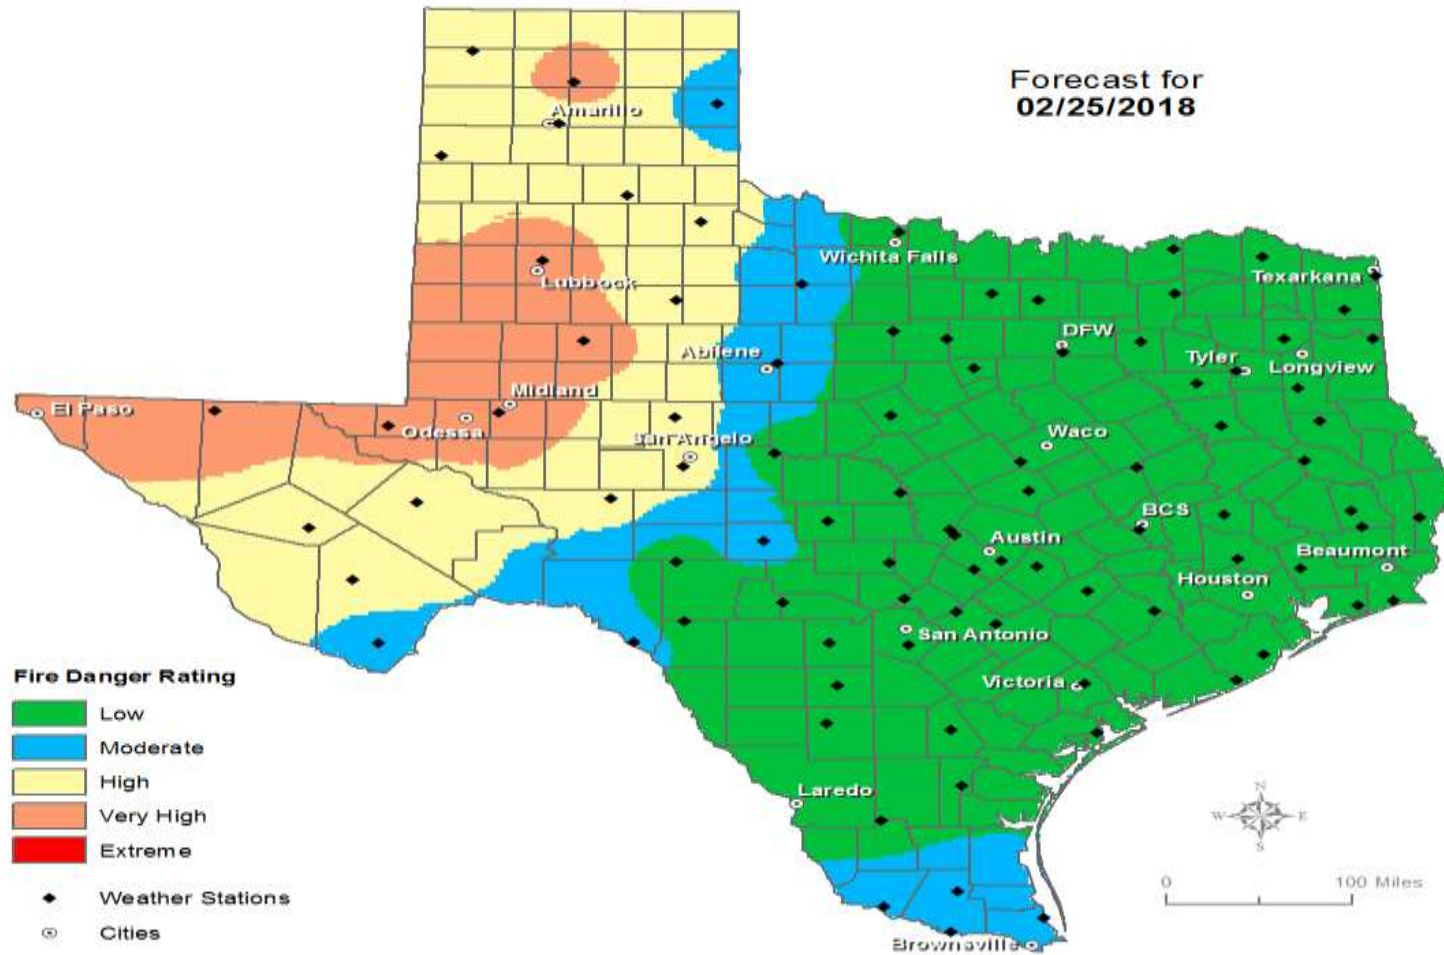 Forecast for
02/25/2018
Amarillo
Wichita Falls
Texarkana
Lubbock
DFW
Abilene
Tyler
Longview
Midland
El Paso
Odessa
San Angelo
Waco
BCS
Austin
Beaumont
Houston
San Antonio
Victoria
Fire Danger Rating
Low
Moderate
High
Laredo
Very High
Extreme
N
W E
S
0 100 Miles
Weather Stations
Cities
Brownsville